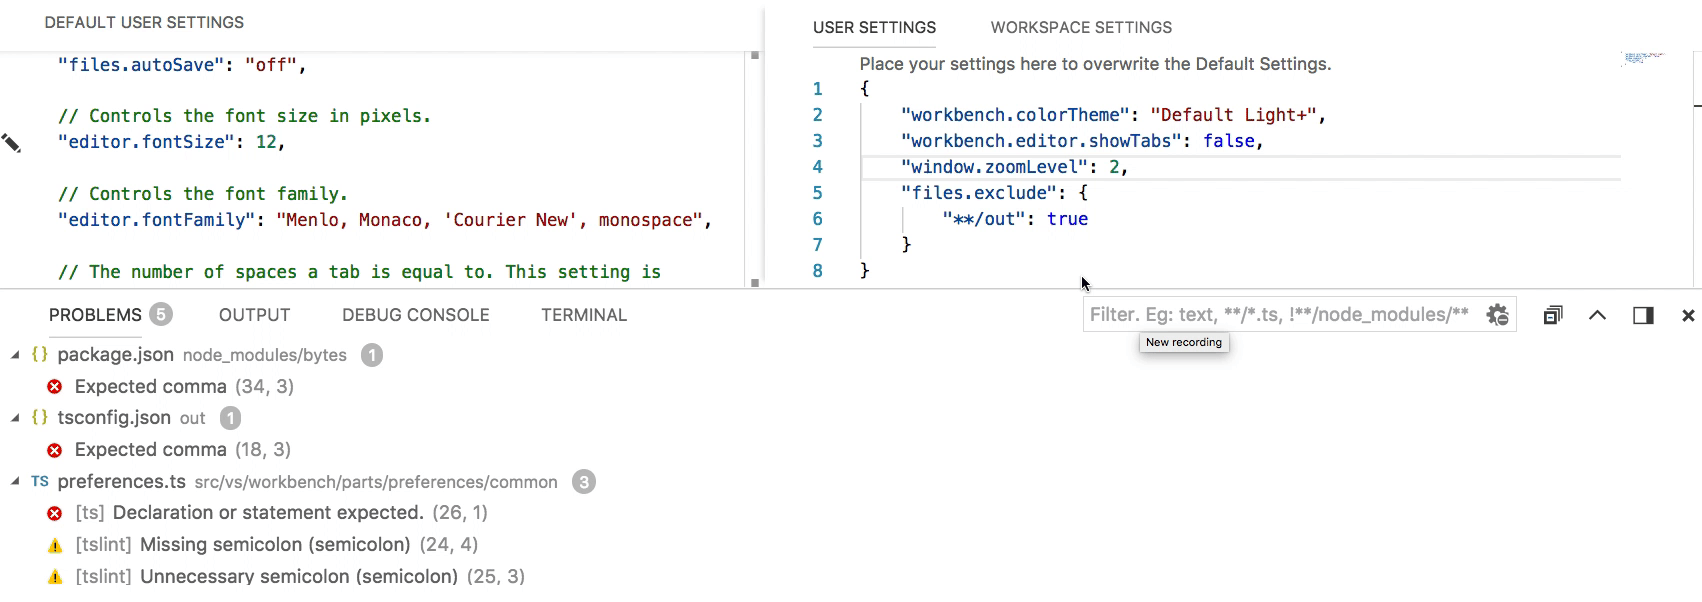 DEFAULT USER SETTINGS
"files.autoSave": "off",
// Controls the font size in pixels.
"editor.fontSize": 12,
// Controls the font family.
"editor.fontFamily": "Menlo, Monaco, 'Courier New', monospace",
// The number of spaces a tab is equal to. This setting is
USER SETTINGS WORKSPACE SETTINGS
Place your settings here to overwrite the Default Settings.
1 {
2 "workbench.colorTheme": "Default Light+",
3 "workbench.editor.showTabs": false,
4 "window.zoomLevel": 2,
5 "files.exclude": {
6 "**/out": true
7 }
8 }
PROBLEMS 5 OUTPUT DEBUG CONSOLE TERMINAL
Filter. Eg: text, **/*.ts, !**/node_modules/**
New recording
{} package.json node_modules/bytes 1
Expected comma (34, 3)
{} tsconfig.json out 1
Expected comma (18, 3)
TS preferences.ts src/vs/workbench/parts/preferences/common 3
[ts] Declaration or statement expected. (26, 1)
[tslint] Missing semicolon (semicolon) (24, 4)
[tslint] Unnecessary semicolon (semicolon) (25, 3)